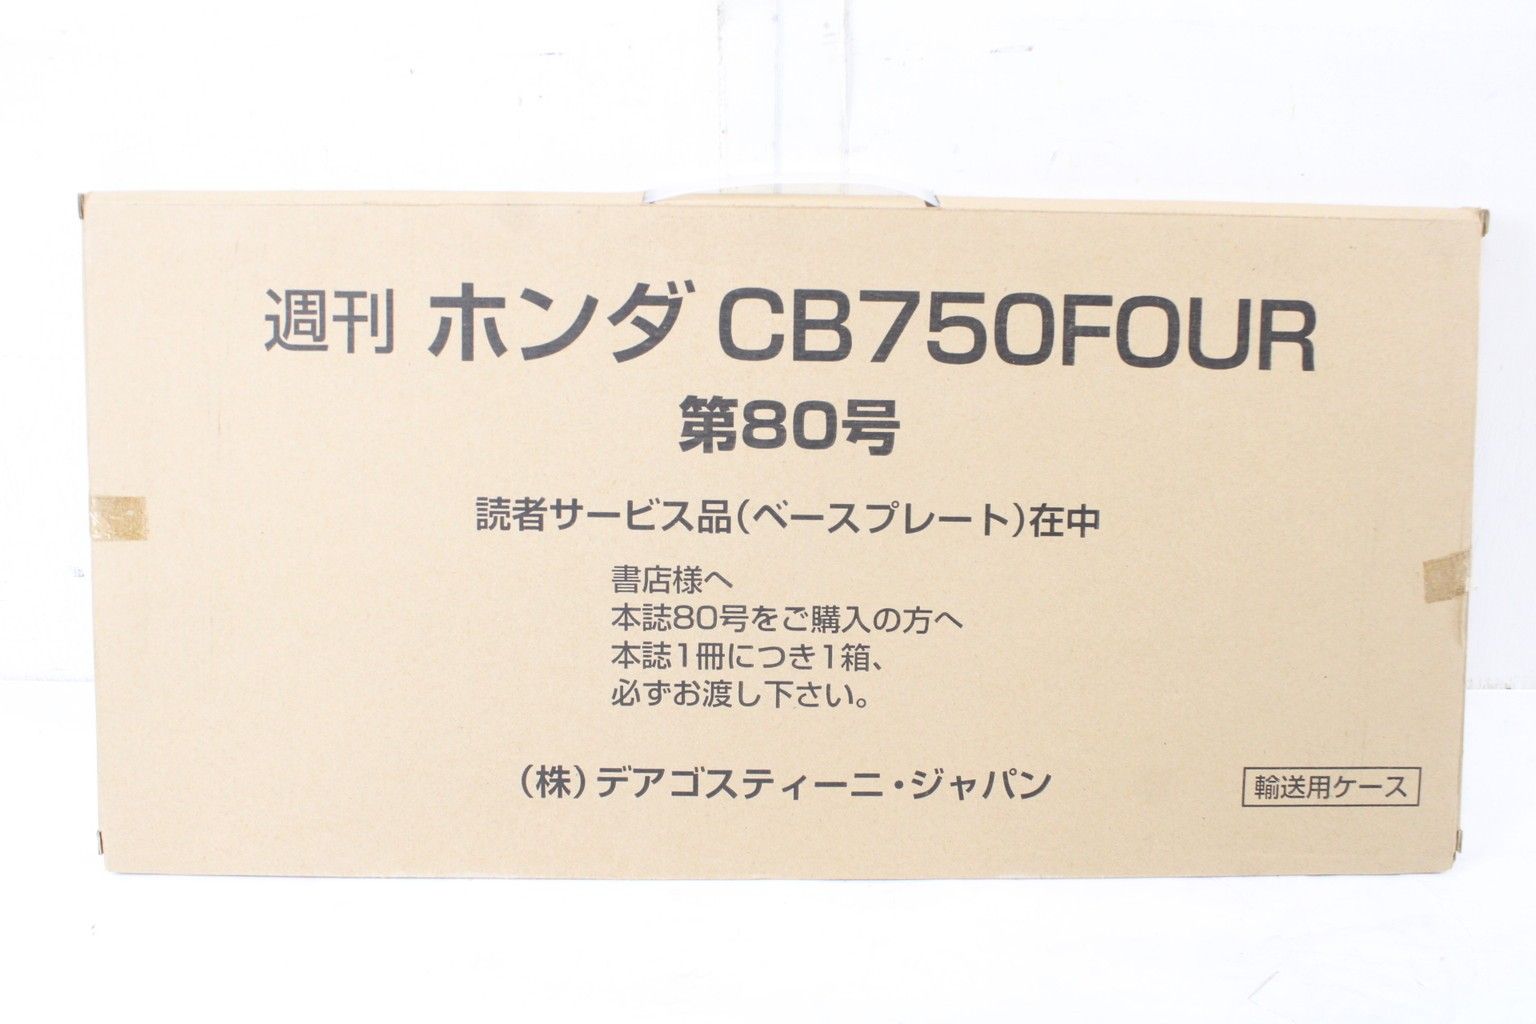 週刊 ホンダ CB750FOUR
第80号
読者サービス品(ベースプレート)在中
書店様へ
本誌80号をご購入の方へ
本誌1冊につき1箱、
必ずお渡し下さい。
(株)デアゴスティーニ・ジャパン
輸送用ケース